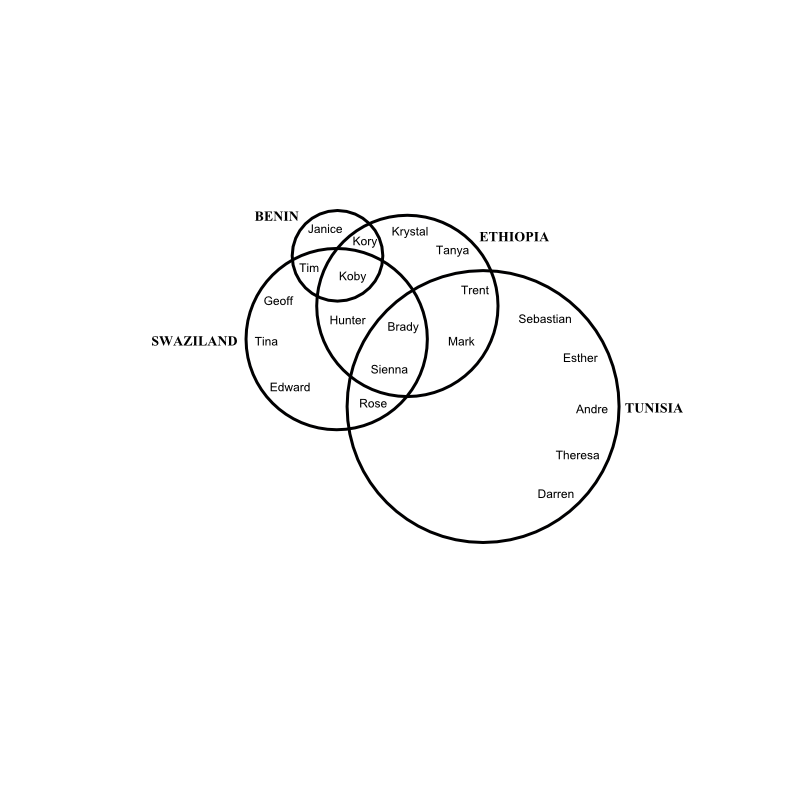 BENIN
Janice
Kory
Krystal
ETHIOPIA
Tanya
Tim
Koby
Trent
Geoff
Hunter
Brady
Sebastian
SWAZILAND
Tina
Mark
Esther
Sienna
Edward
Rose
Andre
TUNISIA
Theresa
Darren